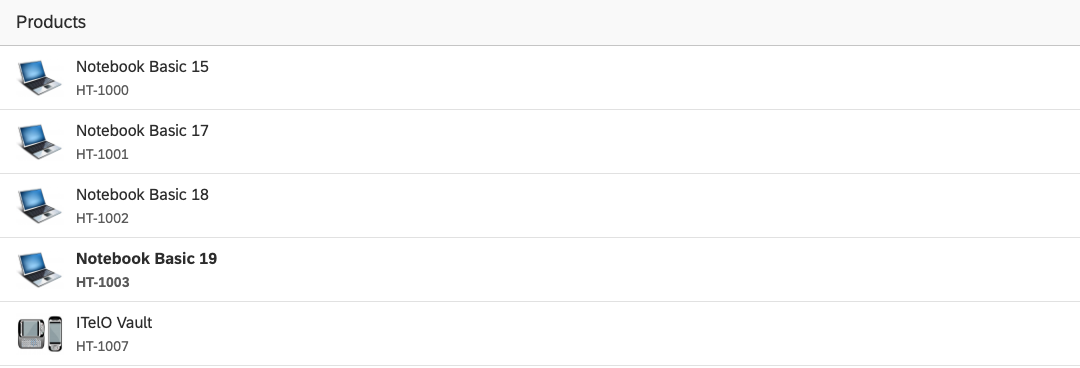 Products
Notebook Basic 15
HT-1000
Notebook Basic 17
HT-1001
Notebook Basic 18
HT-1002
Notebook Basic 19
HT-1003
ITelO Vault
HT-1007